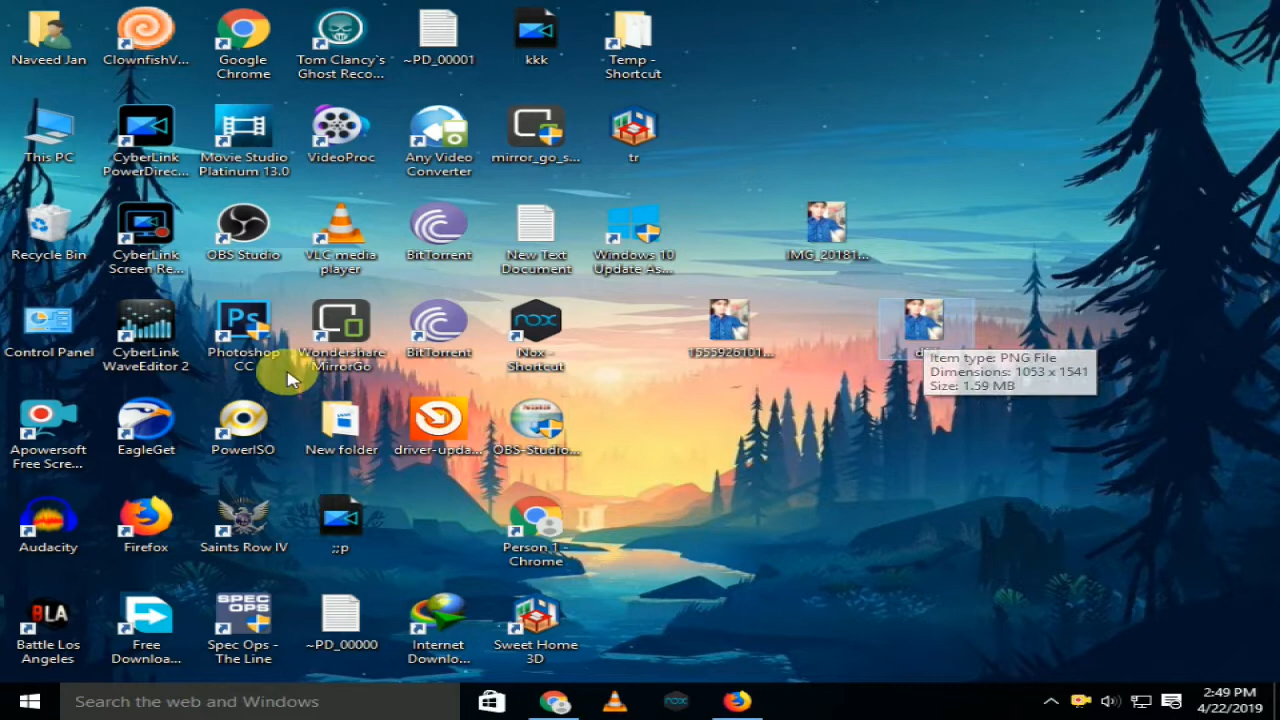 Naveed Jan
ClownfishV...
Google
Chrome
Tom Clancy's
Ghost Reco...
~PD_00001
kkk
Temp -
Shortcut
This PC
CyberLink
PowerDirec...
Movie Studio
Platinum 13.0
VideoProc
Any Video
Converter
mirror_go_s...
tr
Recycle Bin
CyberLink
Screen Re...
OBS Studio
VLC media
player
BitTorrent
New Text
Document
Windows 10
Update As...
IMG_20181...
Control Panel
CyberLink
WaveEditor 2
Ps
Photoshop
CC
Wondershare
MirrorGo
BitTorrent
nox
Nox -
Shortcut
1555926101...
Item type: PNG File
Dimensions: 1053 x 1541
Size: 1.59 MB
Apowersoft
Free Scre...
EagleGet
PowerISO
New folder
driver-upda...
OBS-Studio...
Audacity
Firefox
Saints Row IV
;;p
Person 1 -
Chrome
BLA
Battle Los
Angeles
Free
Downloa...
SPEC
OPS
Spec Ops -
The Line
~PD_00000
Internet
Downlo...
Sweet Home
3D
Search the web and Windows
nox
2:49 PM
4/22/2019